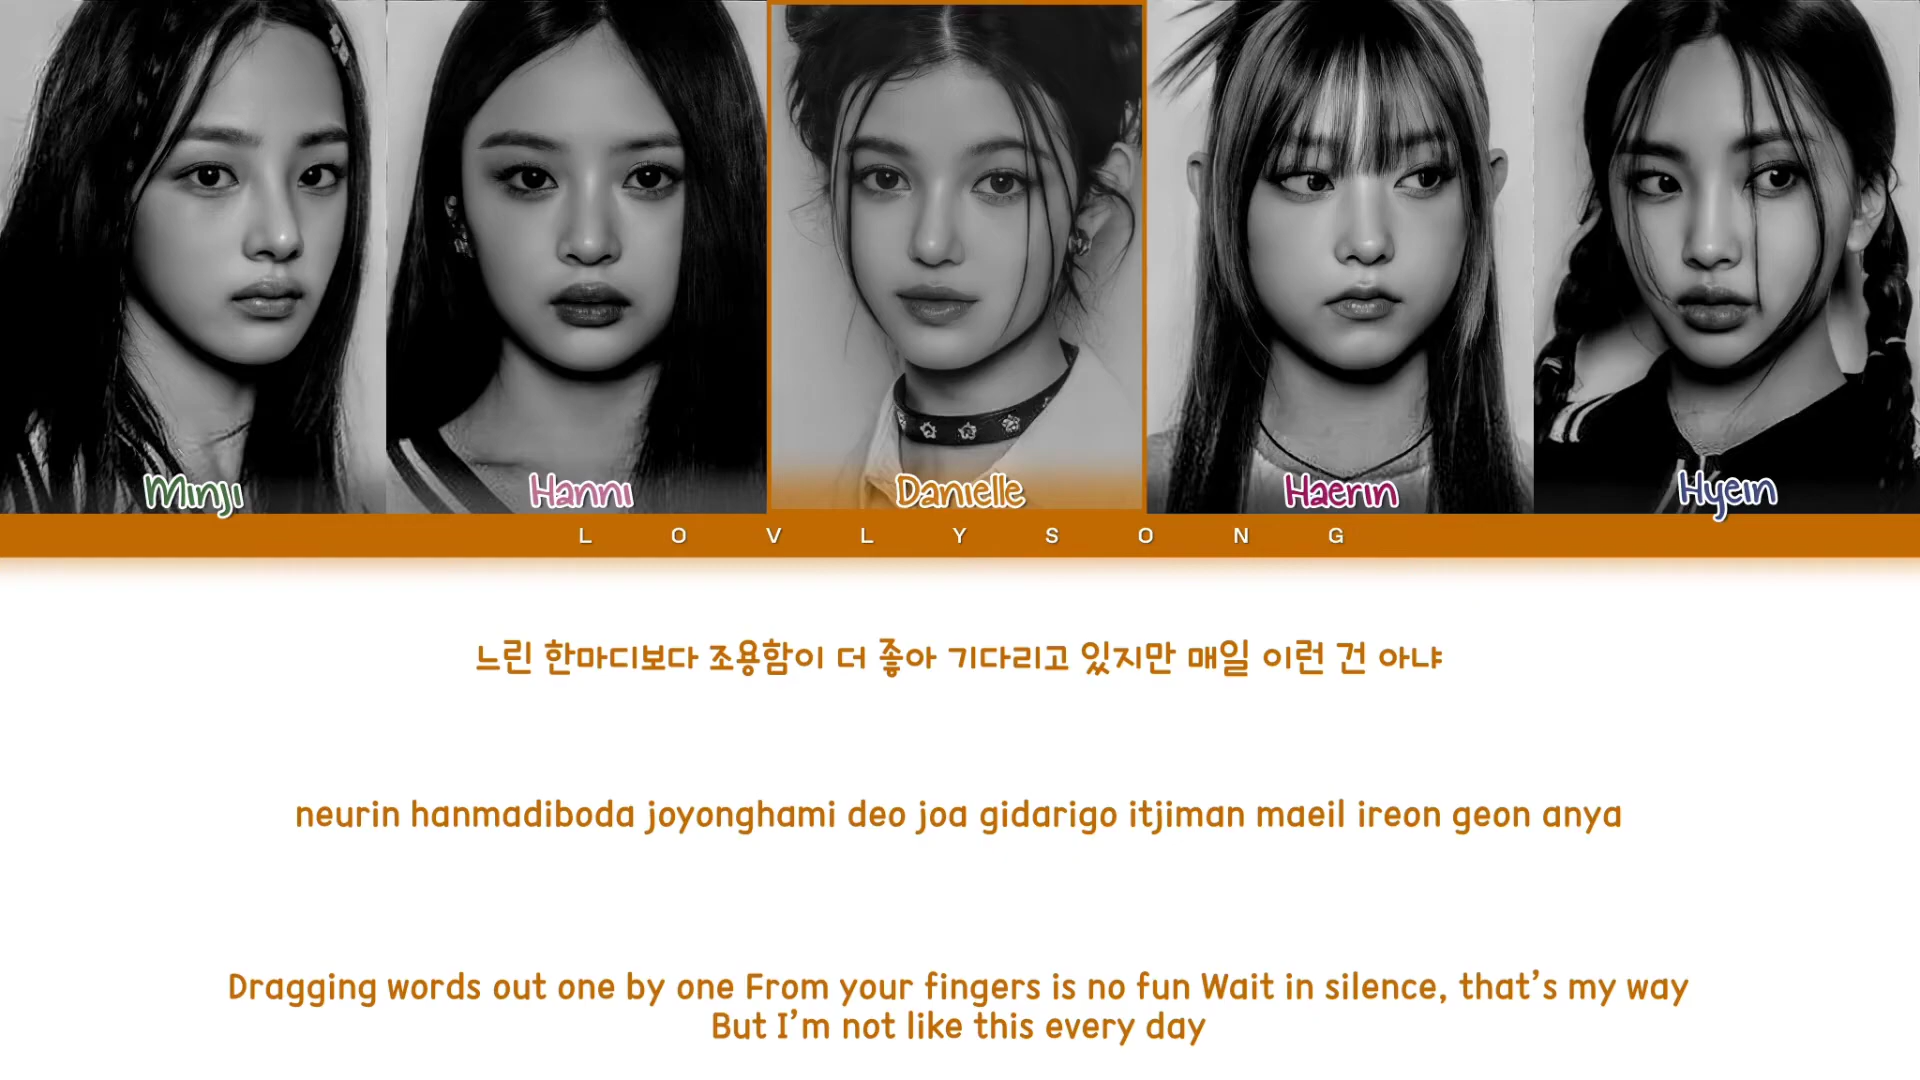 Minji Hanni Danielle Haerin Hyein
LOVLYSONG
느린 한마디보다 조용함이 더 좋아 기다리고 있지만 매일 이런 건 아냐
neurin hanmadiboda joyonghami deo joa gidarigo itjiman maeil ireon geon anya
Dragging words out one by one From your fingers is no fun Wait in silence, that's my way
But I'm not like this every day